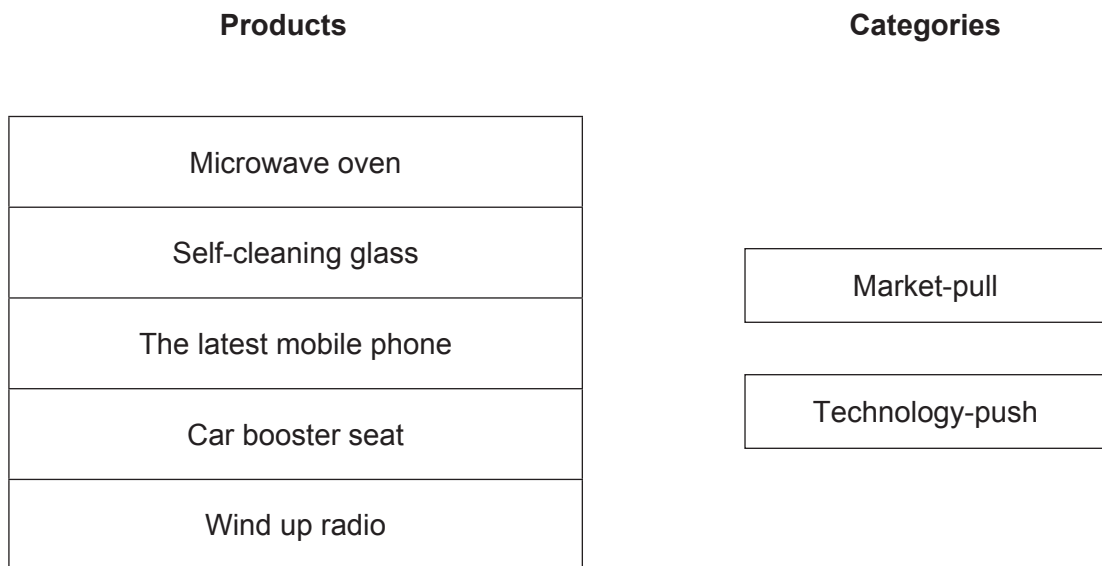 Products
Categories
Microwave oven
Self-cleaning glass
The latest mobile phone
Car booster seat
Wind up radio
Market-pull
Technology-push